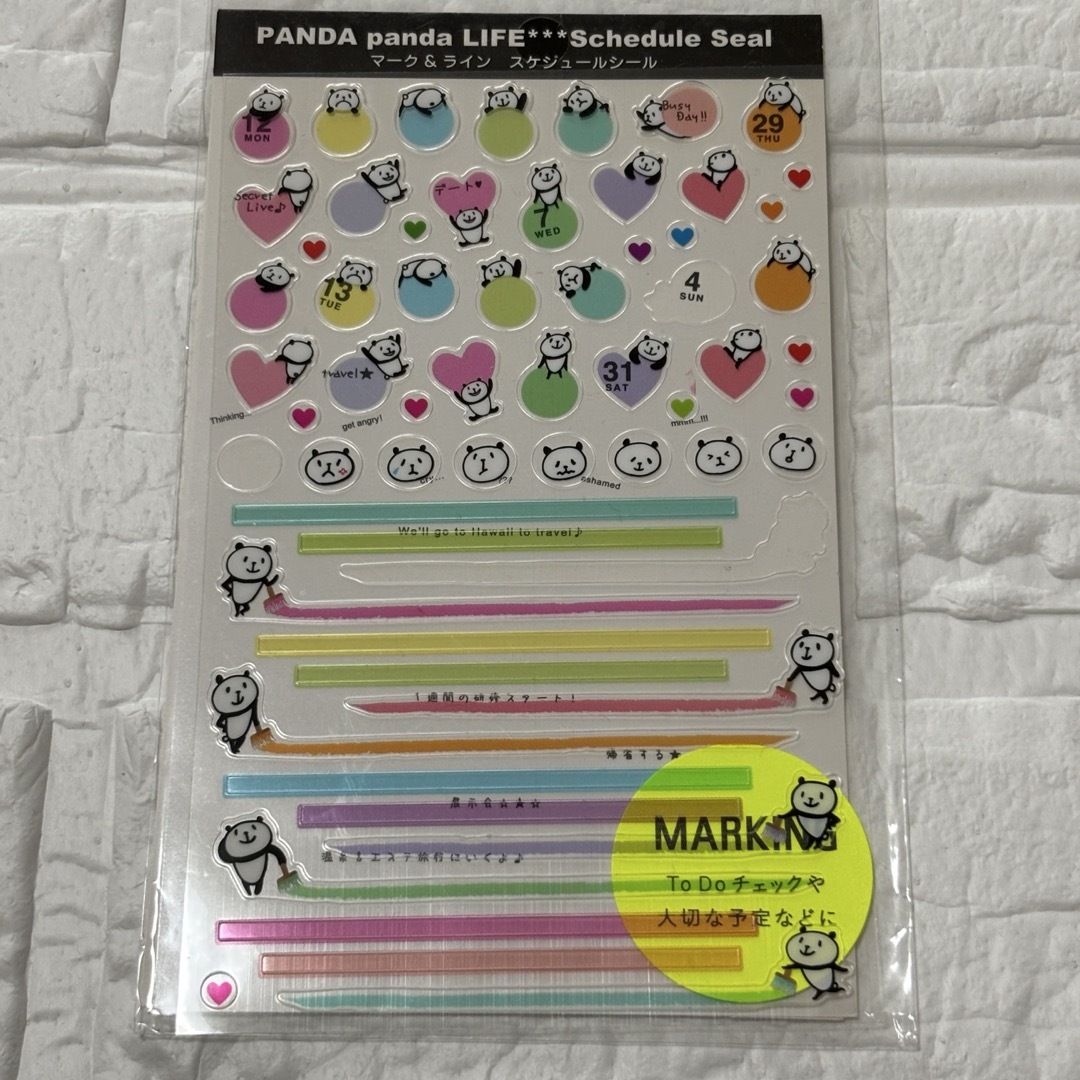 PANDA panda LIFE***Schedule Seal
マーク & ライン　スケジュールシール
12
MON
Busy
Day!!
29
THU
Secret
Live♪
デート♥
7
WED
13
TUE
4
SUN
travel★
31
SAT
Thinking...
get angry!
mmm...!!!
cry...
?!
ashamed
We'll go to Hawaii to travel♪
1週間の研修スタート!
帰省する★
展示会☆★☆
温泉&エステ旅行にいくよ♪
MARKING
To Do チェックや
大切な予定などに